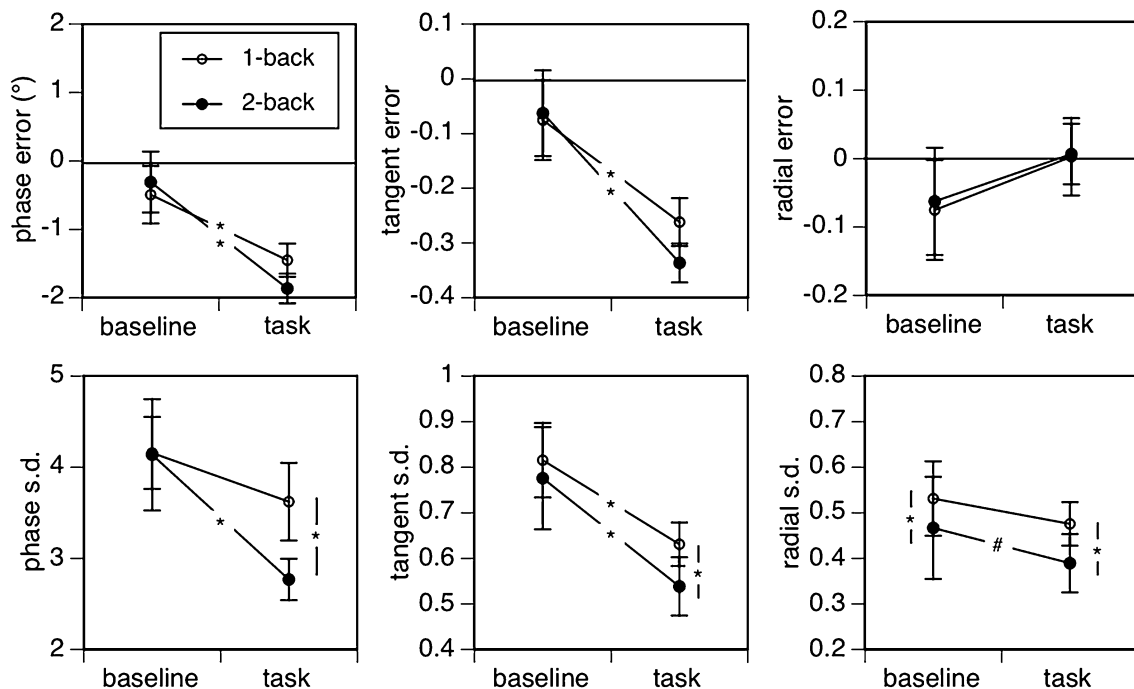 phase error (°)
2
1
0
-1
-2
1-back
2-back
*
*
baseline
task
tangent error
0.1
0
-0.1
-0.2
-0.3
-0.4
*
*
baseline
task
radial error
0.2
0.1
0
-0.1
-0.2
baseline
task
phase s.d.
5
4
3
2
*
*
baseline
task
tangent s.d.
1
0.9
0.8
0.7
0.6
0.5
0.4
*
*
*
baseline
task
radial s.d.
0.8
0.7
0.6
0.5
0.4
0.3
0.2
*
#
*
baseline
task